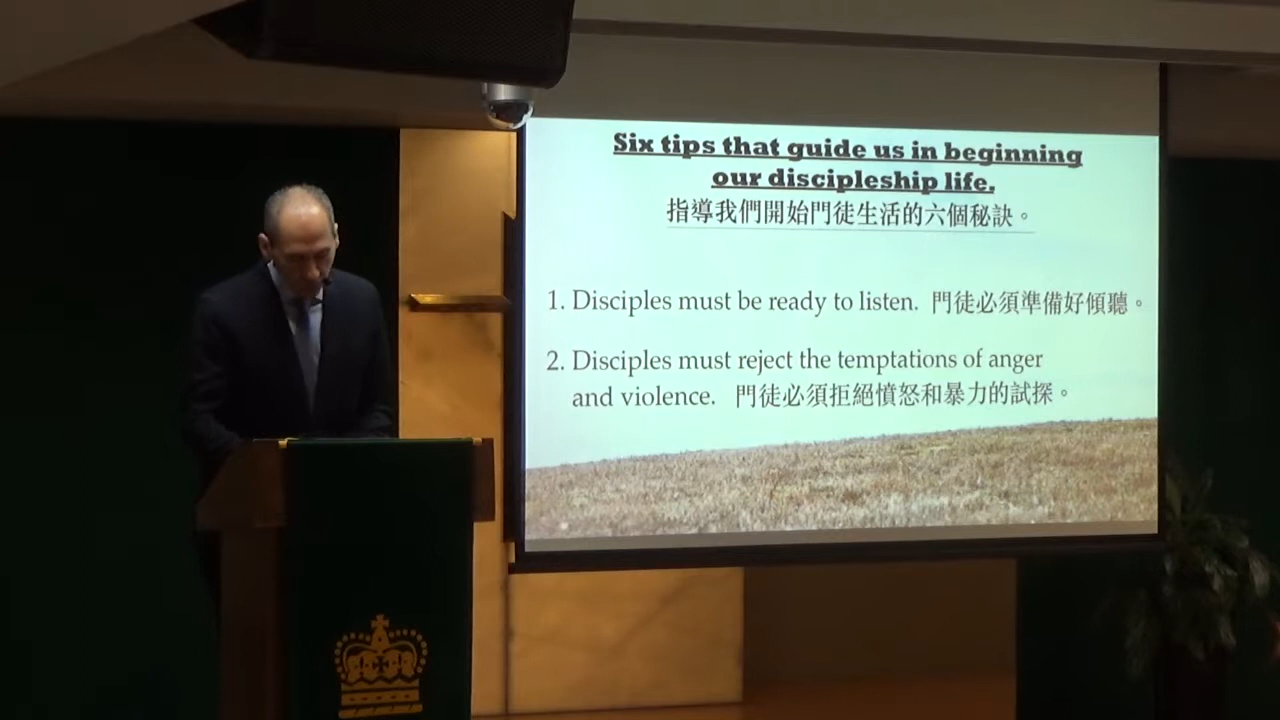 Six tips that guide us in beginning
our discipleship life.
指導我們開始門徒生活的六個秘訣。
1. Disciples must be ready to listen. 門徒必須準備好傾聽。
2. Disciples must reject the temptations of anger
and violence. 門徒必須拒絕憤怒和暴力的試探。